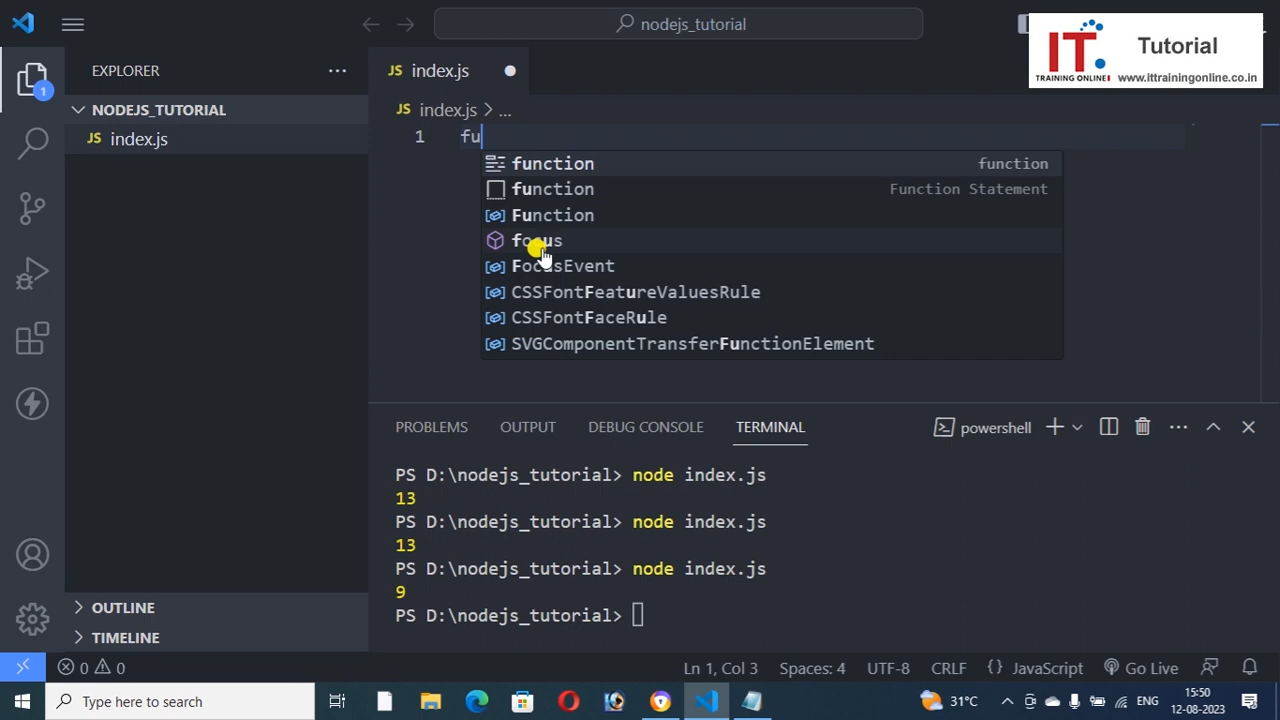 nodejs_tutorial
IT
TRAINING ONLINE
Tutorial
www.ittrainingonline.co.in
EXPLORER
NODEJS_TUTORIAL
JS index.js
1
OUTLINE
TIMELINE
JS index.js
JS index.js > ...
1 fu
function function
function Function Statement
Function
focus
FocusEvent
CSSFontFeatureValuesRule
CSSFontFaceRule
SVGComponentTransferFunctionElement
PROBLEMS OUTPUT DEBUG CONSOLE TERMINAL powershell
PS D:\nodejs_tutorial> node index.js
13
PS D:\nodejs_tutorial> node index.js
13
PS D:\nodejs_tutorial> node index.js
9
PS D:\nodejs_tutorial>
0 0 Ln 1, Col 3 Spaces: 4 UTF-8 CRLF {} JavaScript Go Live
Type here to search 31°C ENG 15:50
12-08-2023